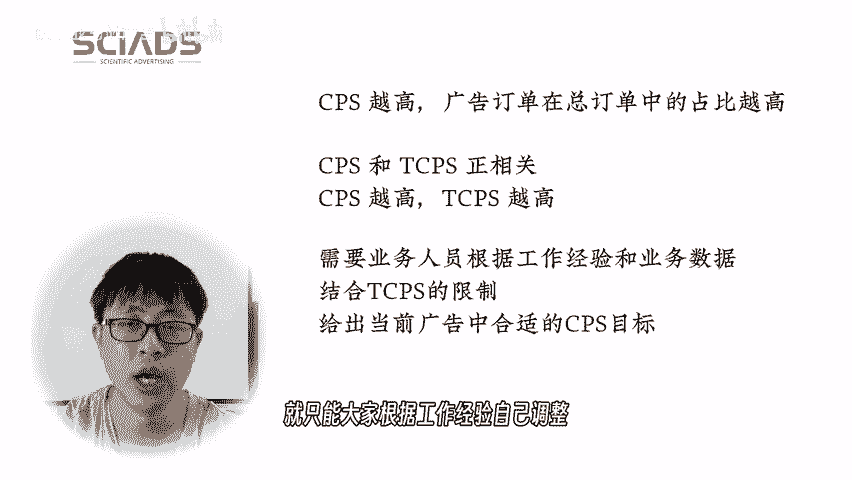 SCIADS
SCIENTIFIC ADVERTISING
CPS 越高，广告订单在总订单中的占比越高
CPS 和 TCPS 正相关
CPS 越高，TCPS 越高
需要业务人员根据工作经验和业务数据
结合TCPS的限制
给出当前广告中合适的CPS目标
就只能大家根据工作经验自己调整